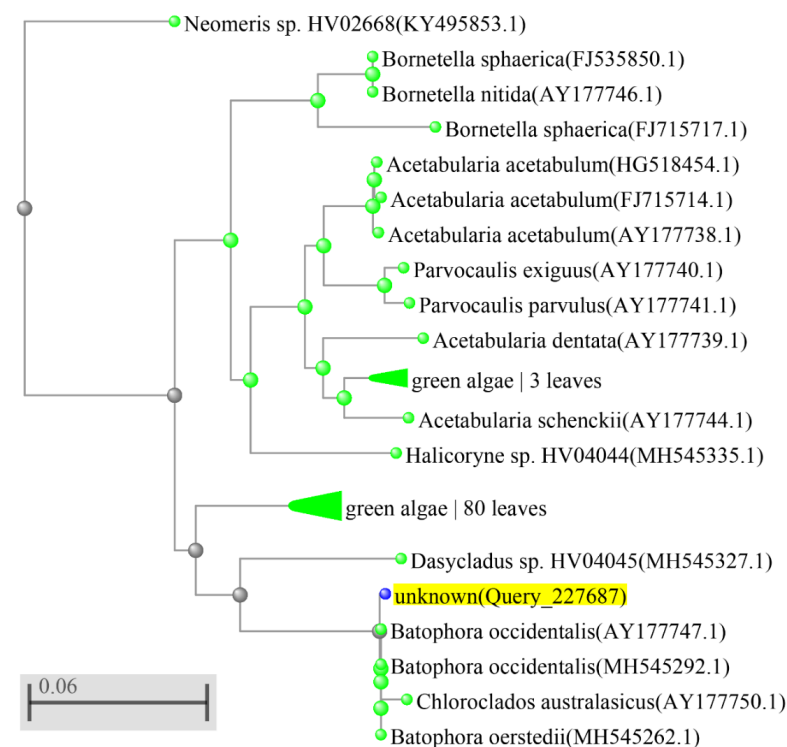 Neomeris sp. HV02668(KY495853.1)
Bornetella sphaerica(FJ535850.1)
Bornetella nitida(AY177746.1)
Bornetella sphaerica(FJ715717.1)
Acetabularia acetabulum(HG518454.1)
Acetabularia acetabulum(FJ715714.1)
Acetabularia acetabulum(AY177738.1)
Parvocaulis exiguus(AY177740.1)
Parvocaulis parvulus(AY177741.1)
Acetabularia dentata(AY177739.1)
green algae | 3 leaves
Acetabularia schenckii(AY177744.1)
Halicoryne sp. HV04044(MH545335.1)
green algae | 80 leaves
Dasycladus sp. HV04045(MH545327.1)
unknown(Query_227687)
Batophora occidentalis(AY177747.1)
Batophora occidentalis(MH545292.1)
Chloroclados australasicus(AY177750.1)
Batophora oerstedii(MH545262.1)
0.06